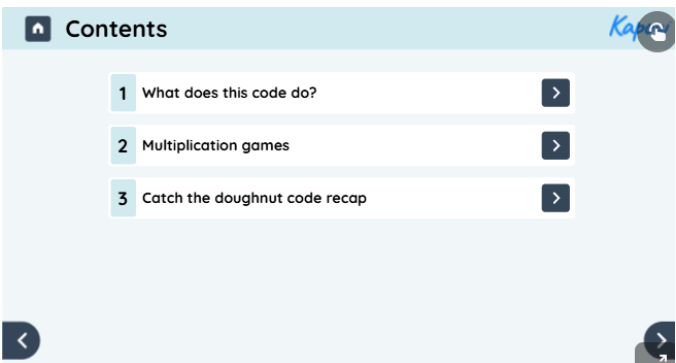 Contents
1 What does this code do?
2 Multiplication games
3 Catch the doughnut code recap